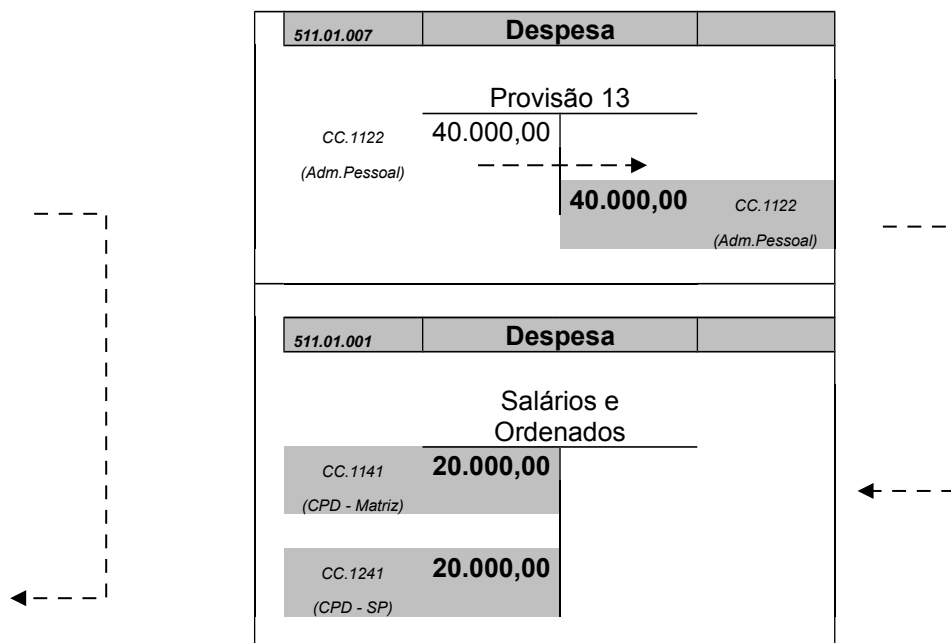 511.01.007 Despesa
Provisão 13
CC.1122 40.000,00
(Adm.Pessoal)
40.000,00 CC.1122
(Adm.Pessoal)
511.01.001 Despesa
Salários e
Ordenados
CC.1141 20.000,00
(CPD - Matriz)
CC.1241 20.000,00
(CPD - SP)